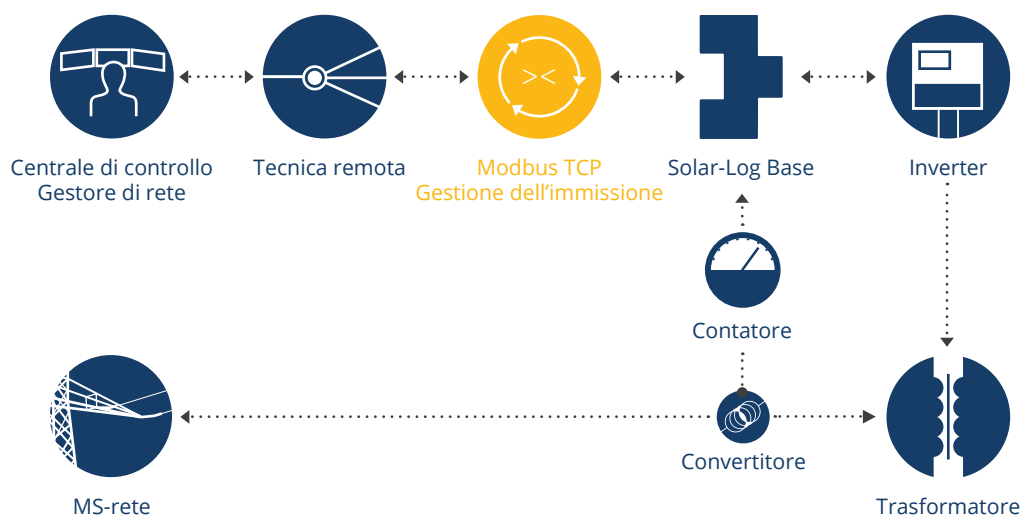 Centrale di controllo
Gestore di rete
Tecnica remota
Modbus TCP
Gestione dell'immissione
Solar-Log Base
Inverter
Contatore
Convertitore
MS-rete
Trasformatore